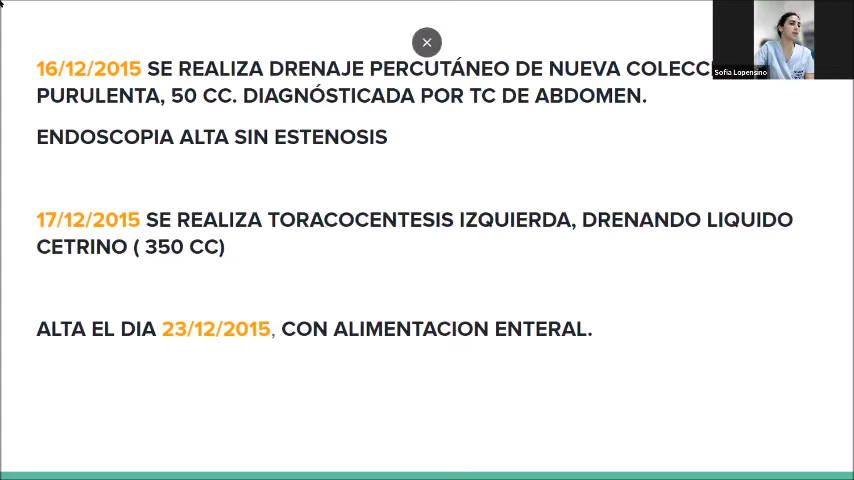 16/12/2015 SE REALIZA DRENAJE PERCUTÁNEO DE NUEVA
PURULENTA, 50 CC. DIAGNÓSTICADA POR TC DE ABDOMEN.
ENDOSCOPIA ALTA SIN ESTENOSIS
17/12/2015 SE REALIZA TORACOCENTESIS IZQUIERDA, DRENANDO LIQUIDO
CETRINO ( 350 CC)
ALTA EL DIA 23/12/2015, CON ALIMENTACION ENTERAL.
Sofía Lopensino